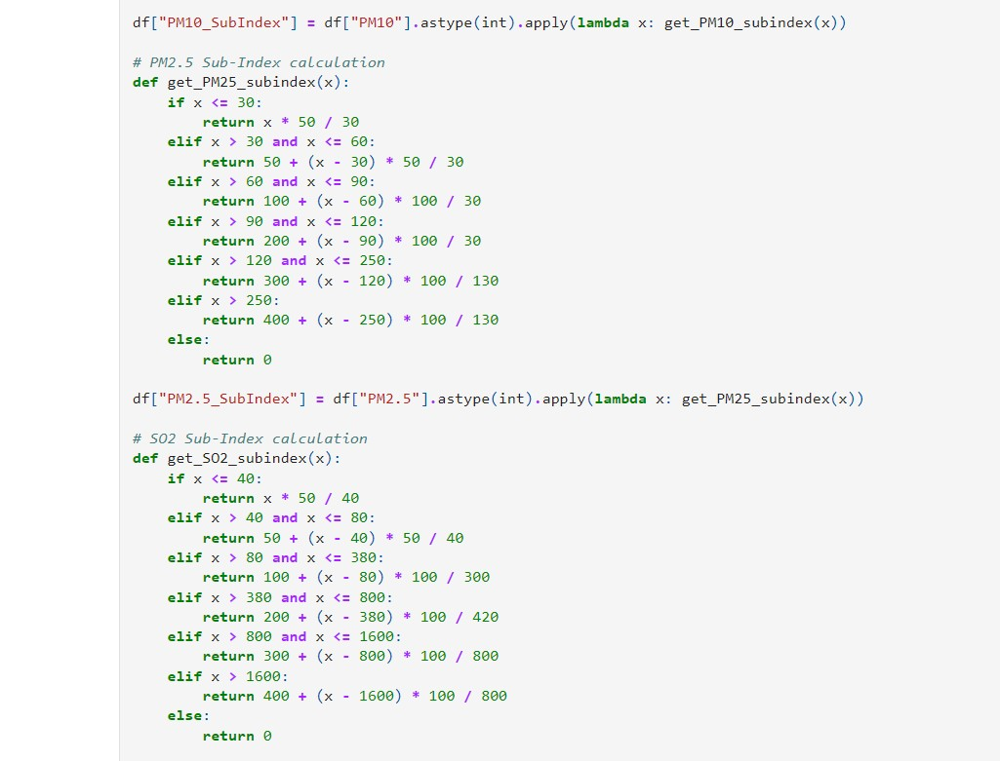 df["PM10_SubIndex"] = df["PM10"].astype(int).apply(lambda x: get_PM10_subindex(x))
# PM2.5 Sub-Index calculation
def get_PM25_subindex(x):
    if x <= 30:
        return x * 50 / 30
    elif x > 30 and x <= 60:
        return 50 + (x - 30) * 50 / 30
    elif x > 60 and x <= 90:
        return 100 + (x - 60) * 100 / 30
    elif x > 90 and x <= 120:
        return 200 + (x - 90) * 100 / 30
    elif x > 120 and x <= 250:
        return 300 + (x - 120) * 100 / 130
    elif x > 250:
        return 400 + (x - 250) * 100 / 130
    else:
        return 0
df["PM2.5_SubIndex"] = df["PM2.5"].astype(int).apply(lambda x: get_PM25_subindex(x))
# SO2 Sub-Index calculation
def get_SO2_subindex(x):
    if x <= 40:
        return x * 50 / 40
    elif x > 40 and x <= 80:
        return 50 + (x - 40) * 50 / 40
    elif x > 80 and x <= 380:
        return 100 + (x - 80) * 100 / 300
    elif x > 380 and x <= 800:
        return 200 + (x - 380) * 100 / 420
    elif x > 800 and x <= 1600:
        return 300 + (x - 800) * 100 / 800
    elif x > 1600:
        return 400 + (x - 1600) * 100 / 800
    else:
        return 0